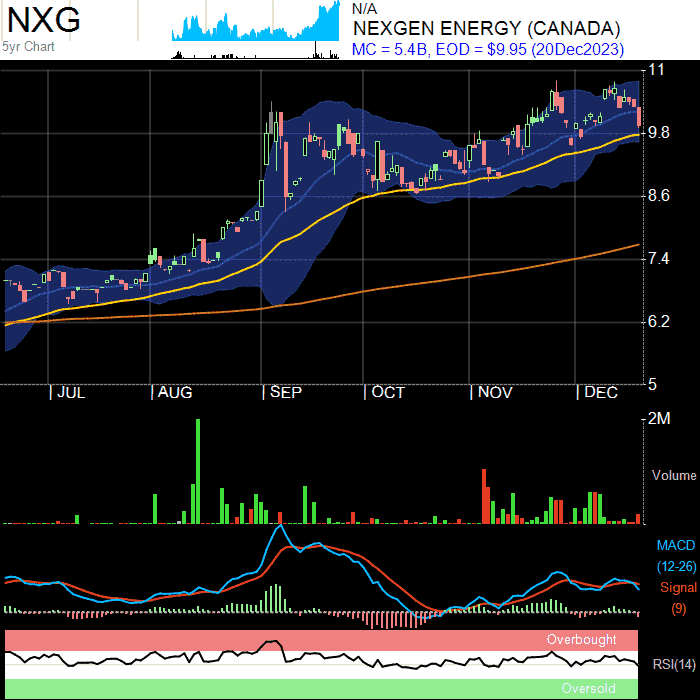 NXG
5yr Chart
N/A
NEXGEN ENERGY (CANADA)
MC = 5.4B, EOD = $9.95 (20Dec2023)
11
9.8
8.6
7.4
6.2
5
| JUL | AUG | SEP | OCT | NOV | DEC
2M
Volume
MACD
(12-26)
Signal
(9)
Overbought
RSI(14)
Oversold